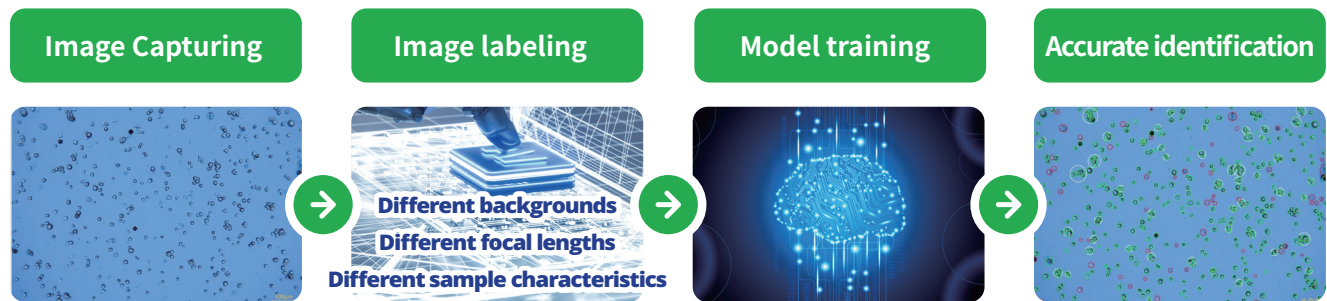 Image Capturing
Image labeling
Model training
Accurate identification
Different backgrounds
Different focal lengths
Different sample characteristics